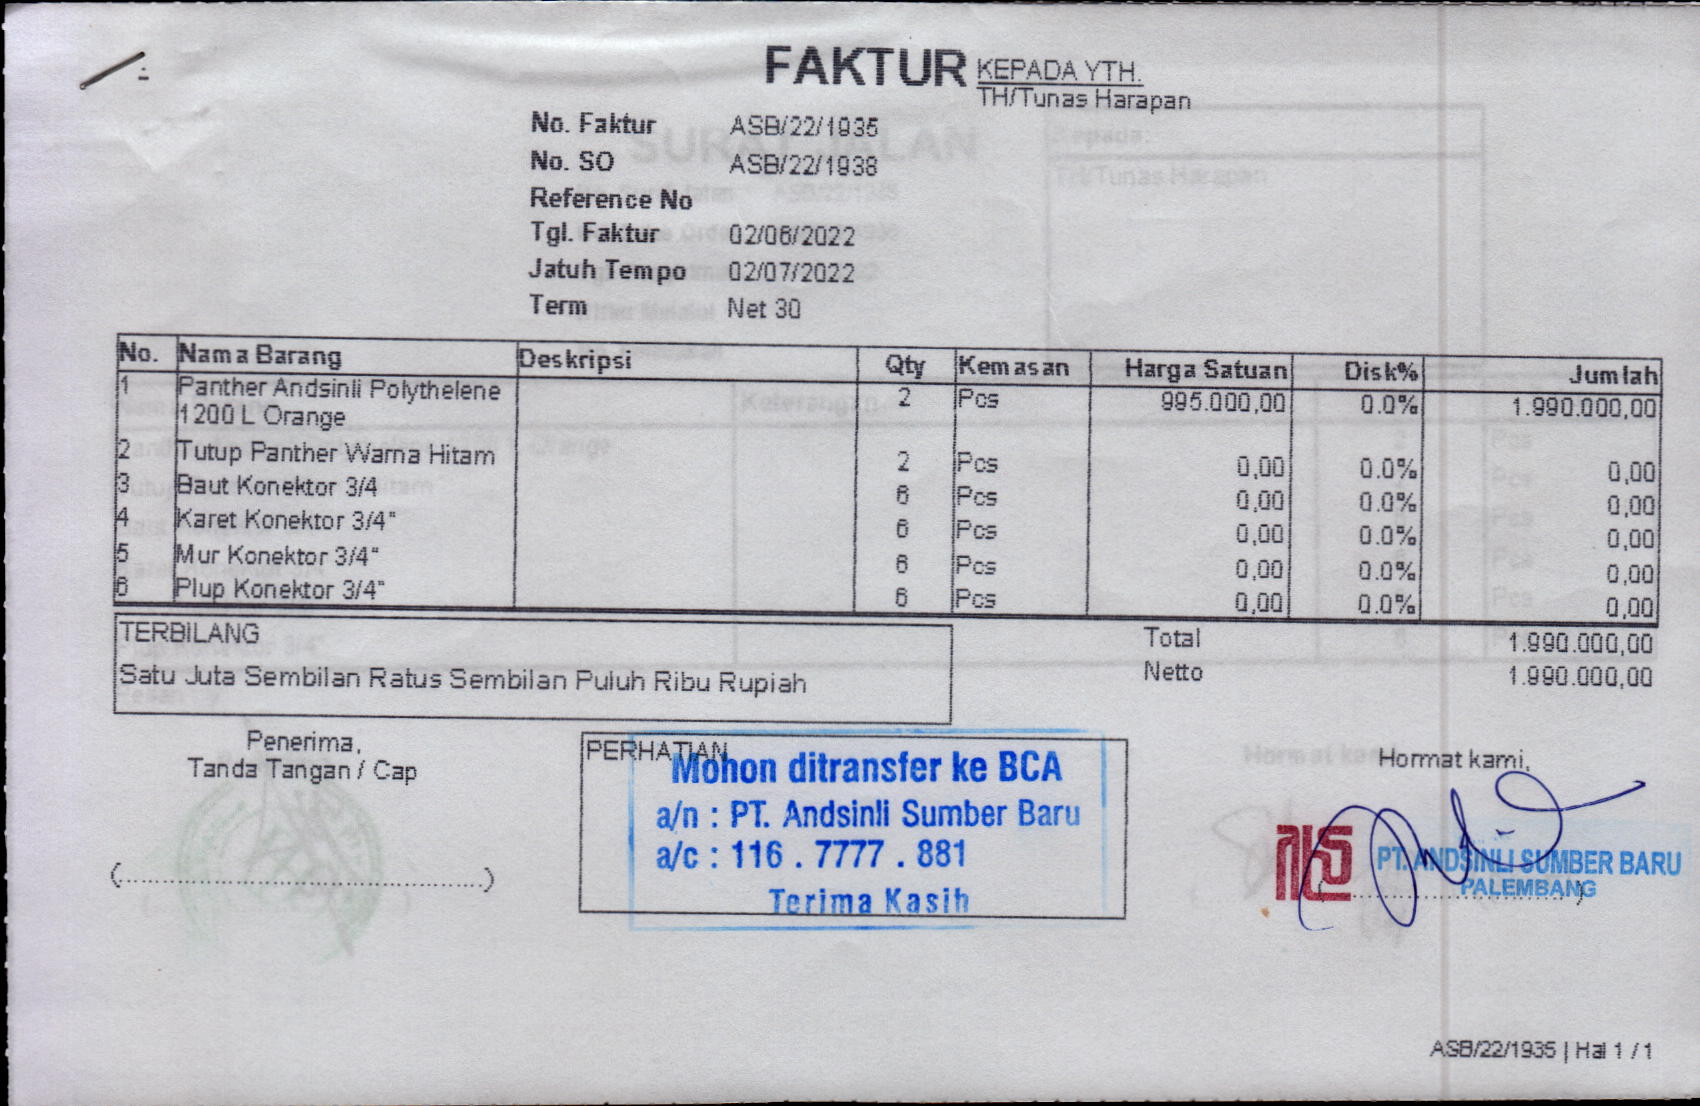 FAKTUR
KEPADA YTH.
TH/Tunas Harapan
No. Faktur ASB/22/1935
No. SO ASB/22/1938
Reference No
Tgl. Faktur 02/06/2022
Jatuh Tempo 02/07/2022
Term Net 30
No. Nama Barang Deskripsi Qty Kemasan Harga Satuan Disk% Jumlah
1 Panther Andsinli Polythelene 2 Pcs 995.000,00 0.0% 1.990.000,00
1200 L Orange
2 Tutup Panther Warna Hitam 2 Pcs 0,00 0.0% 0,00
3 Baut Konektor 3/4 6 Pcs 0,00 0.0% 0,00
4 Karet Konektor 3/4" 6 Pcs 0,00 0.0% 0,00
5 Mur Konektor 3/4" 6 Pcs 0,00 0.0% 0,00
6 Plup Konektor 3/4" 6 Pcs 0,00 0.0% 0,00
TERBILANG
Satu Juta Sembilan Ratus Sembilan Puluh Ribu Rupiah
Total 1.990.000,00
Netto 1.990.000,00
Penerima,
Tanda Tangan / Cap
(..........)
PERHATIAN
Mohon ditransfer ke BCA
a/n : PT. Andsinli Sumber Baru
a/c : 116 . 7777 . 881
Terima Kasih
Hormat kami,
PT. ANDSINLI SUMBER BARU
PALEMBANG
ASB/22/1935 | Hal 1 / 1